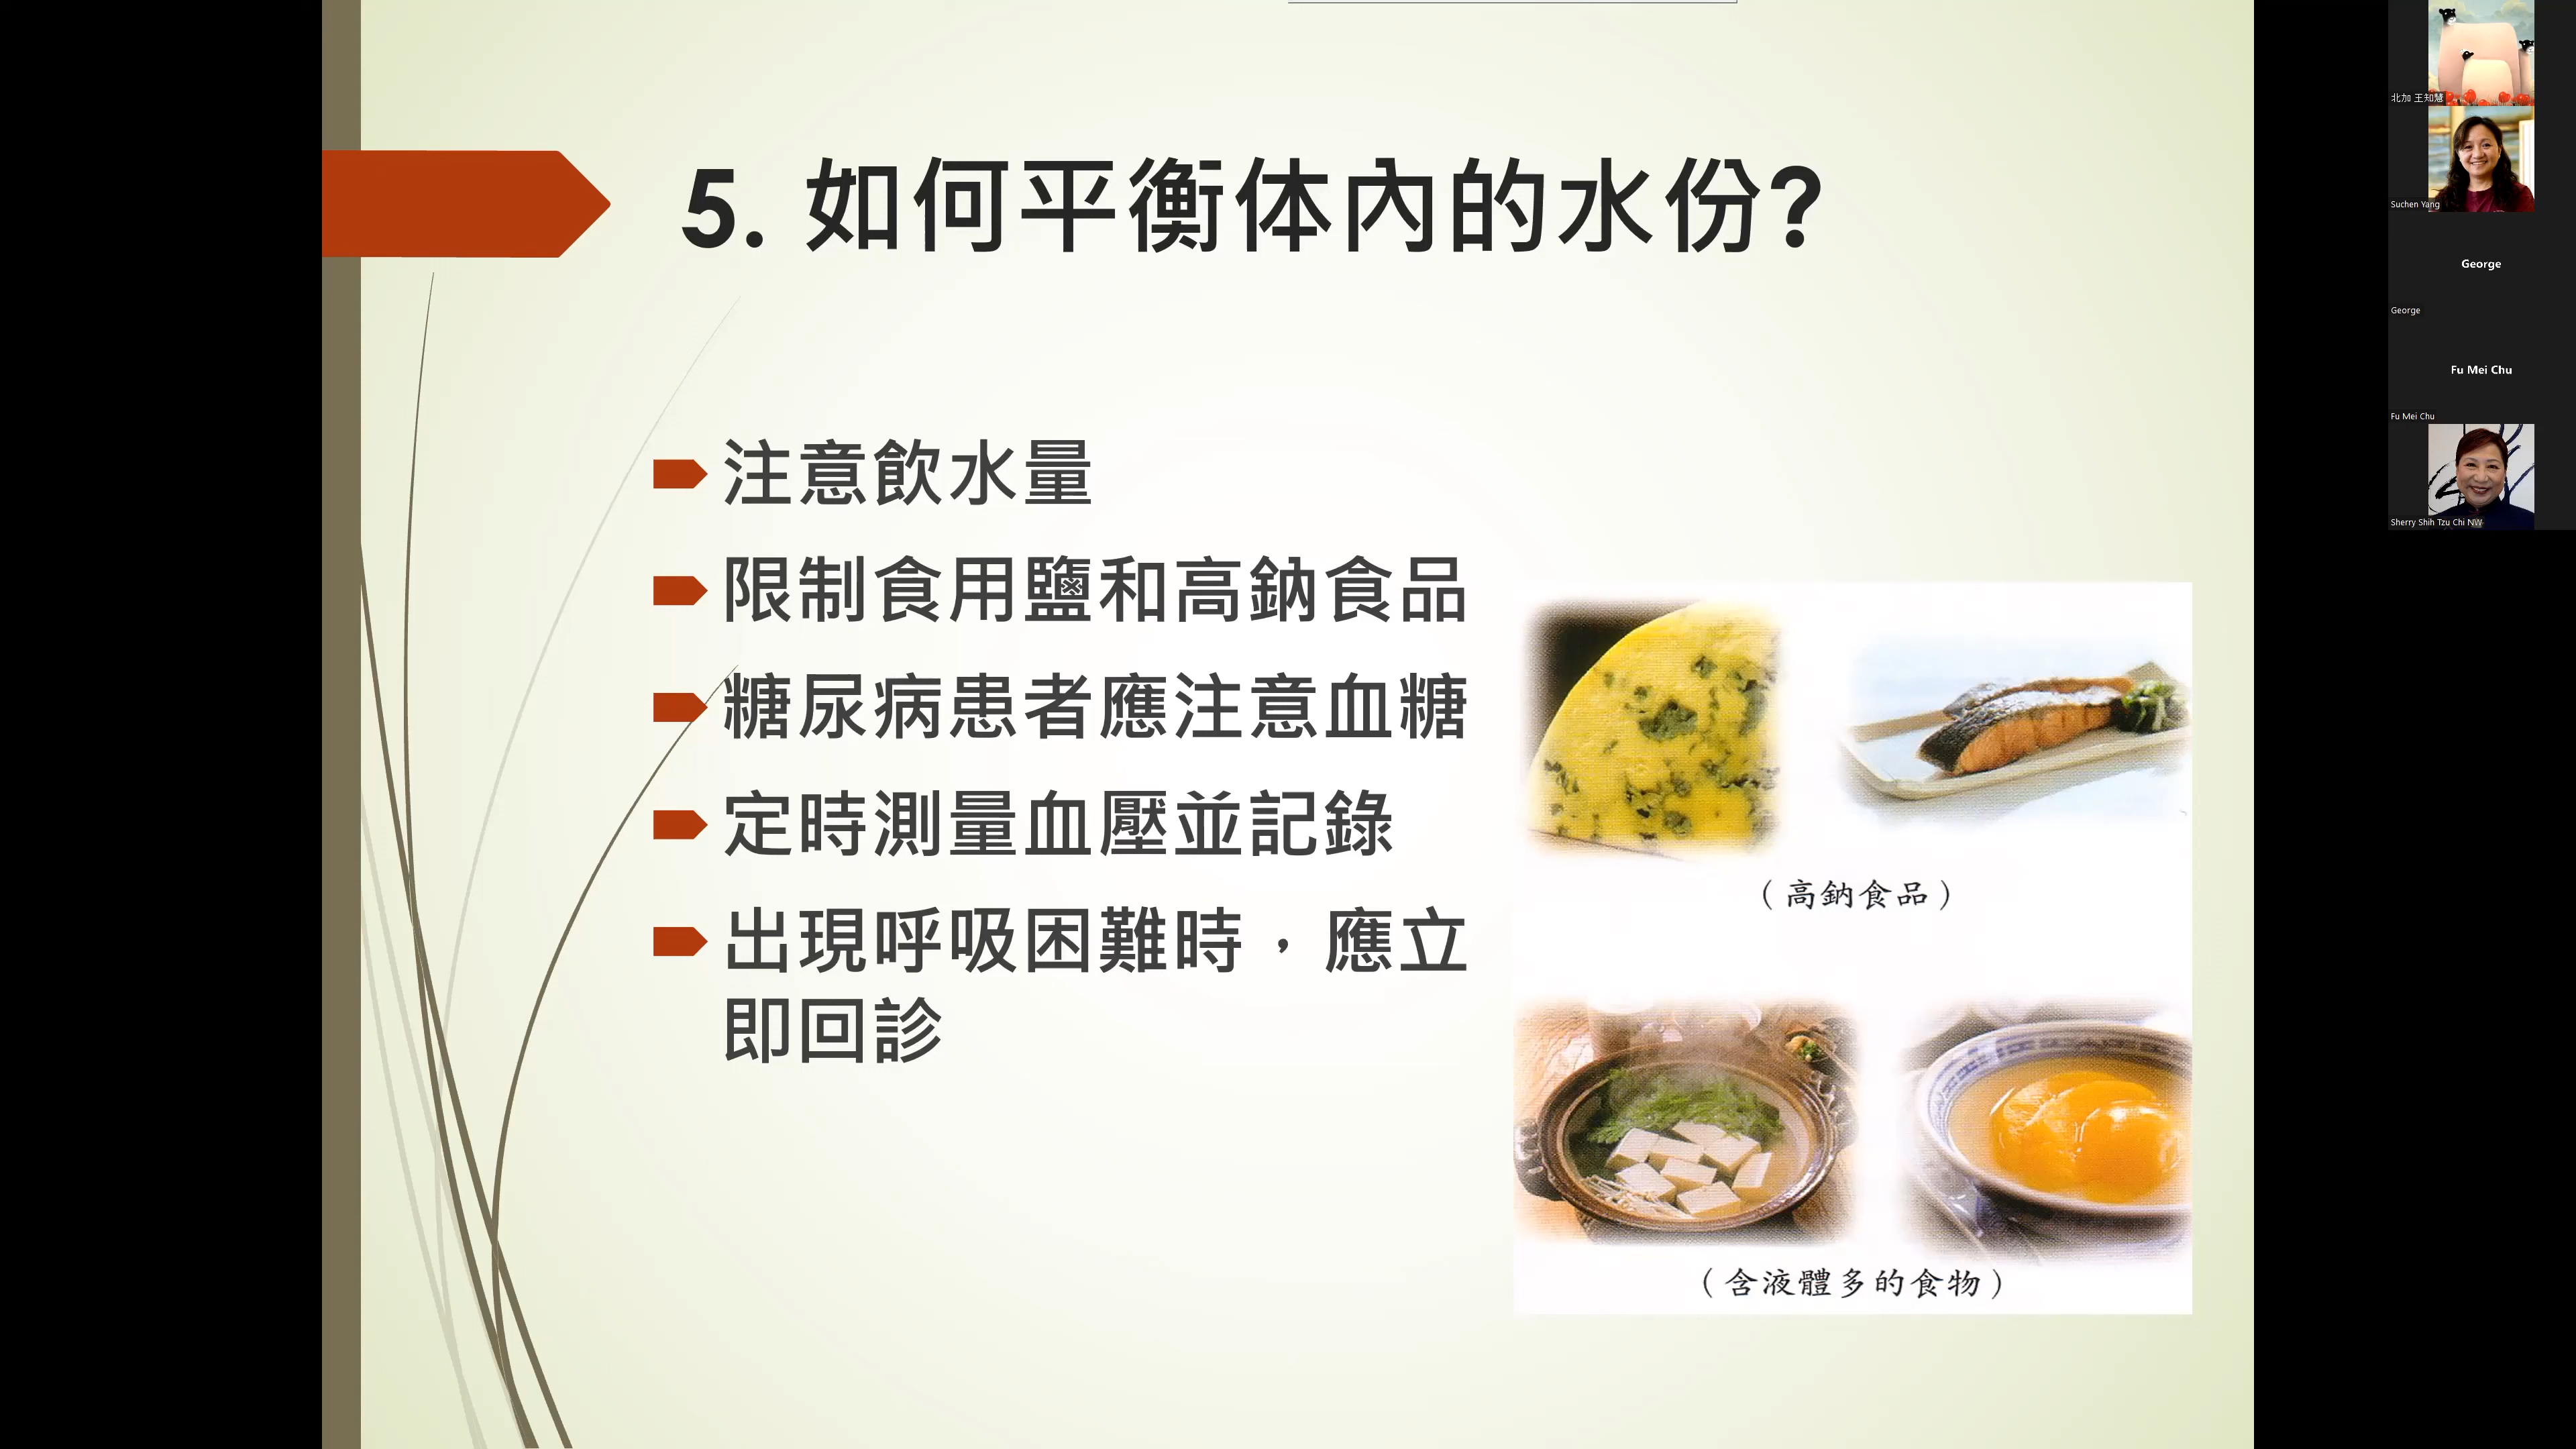 5. 如何平衡体內的水份?
注意飲水量
限制食用鹽和高鈉食品
糖尿病患者應注意血糖
定時測量血壓並記錄
出現呼吸困難時，應立
即回診
（高鈉食品）
（含液體多的食物）
北加 王知慧
Suchen Yang
George
George
Fu Mei Chu
Fu Mei Chu
Sherry Shih Tzu Chi NW